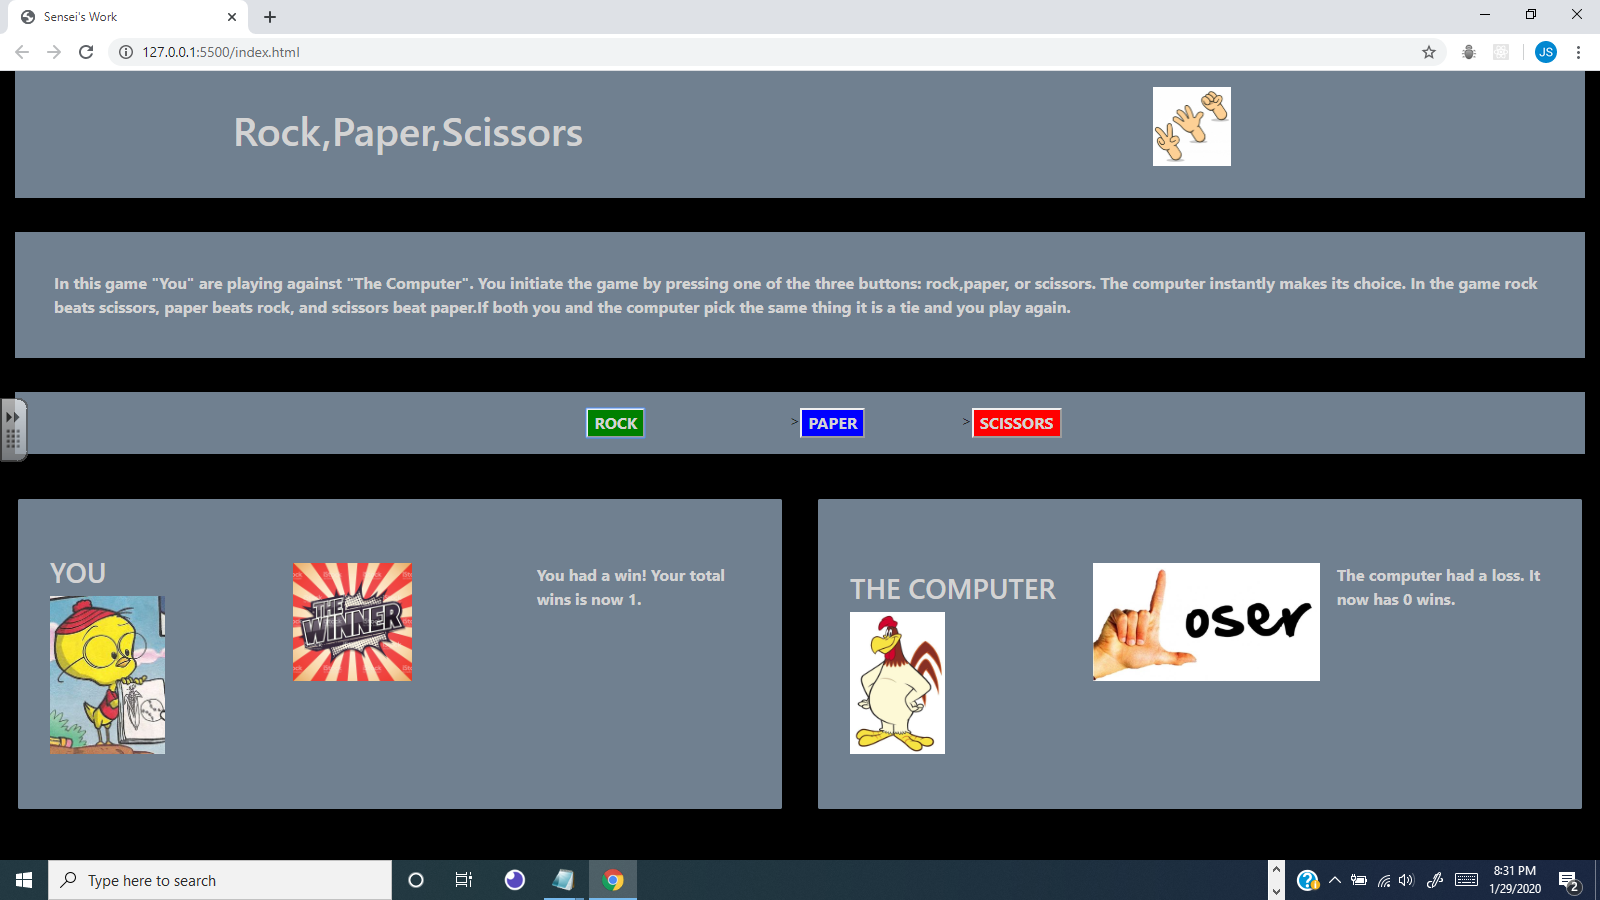 Sensei's Work
127.0.0.1:5500/index.html
JS
Rock,Paper,Scissors
In this game "You" are playing against "The Computer". You initiate the game by pressing one of the three buttons: rock,paper, or scissors. The computer instantly makes its choice. In the game rock
beats scissors, paper beats rock, and scissors beat paper.If both you and the computer pick the same thing it is a tie and you play again.
ROCK > PAPER > SCISSORS
YOU
THE WINNER
You had a win! Your total
wins is now 1.
THE COMPUTER
Loser
The computer had a loss. It
now has 0 wins.
Type here to search
8:31 PM
1/29/2020
2